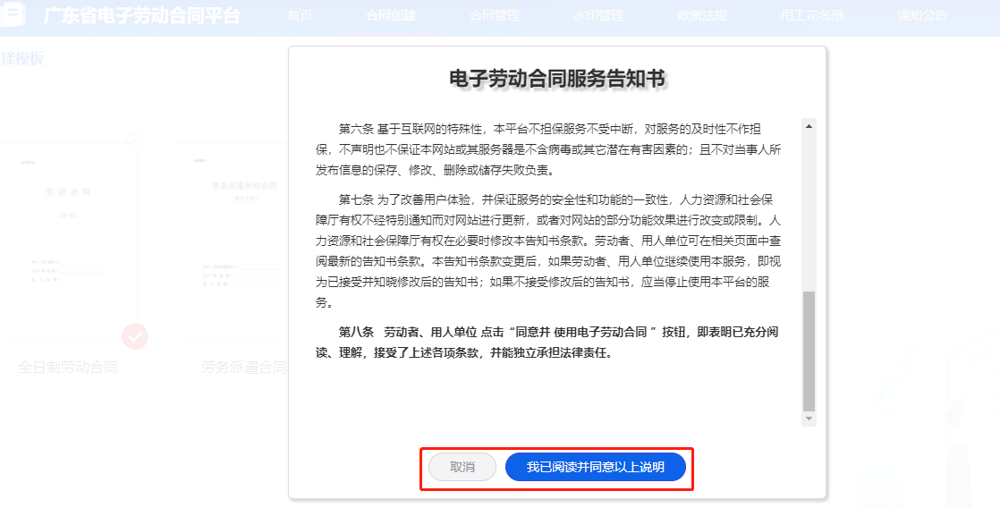 广东省电子劳动合同平台
首页 合同创建 合同管理 水印管理 政策法规 用工花名册 通知公告
择模板
电子劳动合同服务告知书
第六条 基于互联网的特殊性，本平台不担保服务不受中断，对服务的及时性不作担
保，不声明也不保证本网站或其服务器是不含病毒或其它潜在有害因素的；且不对当事人所
发布信息的保存、修改、删除或储存失败负责。
第七条 为了改善用户体验，并保证服务的安全性和功能的一致性，人力资源和社会保
障厅有权不经特别通知而对网站进行更新，或者对网站的部分功能效果进行改变或限制。人
力资源和社会保障厅有权在必要时修改本告知书条款。劳动者、用人单位可在相关页面中查
阅最新的告知书条款。本告知书条款变更后，如果劳动者、用人单位继续使用本服务，即视
为已接受并知晓修改后的告知书；如果不接受修改后的告知书，应当停止使用本平台的服
务。
第八条 劳动者、用人单位 点击“同意并 使用电子劳动合同 ”按钮，即表明已充分阅
读、理解，接受了上述各项条款，并能独立承担法律责任。
劳 动 合 同
劳务派遣劳动合同
全日制劳动合同
劳务派遣合同
取消
我已阅读并同意以上说明